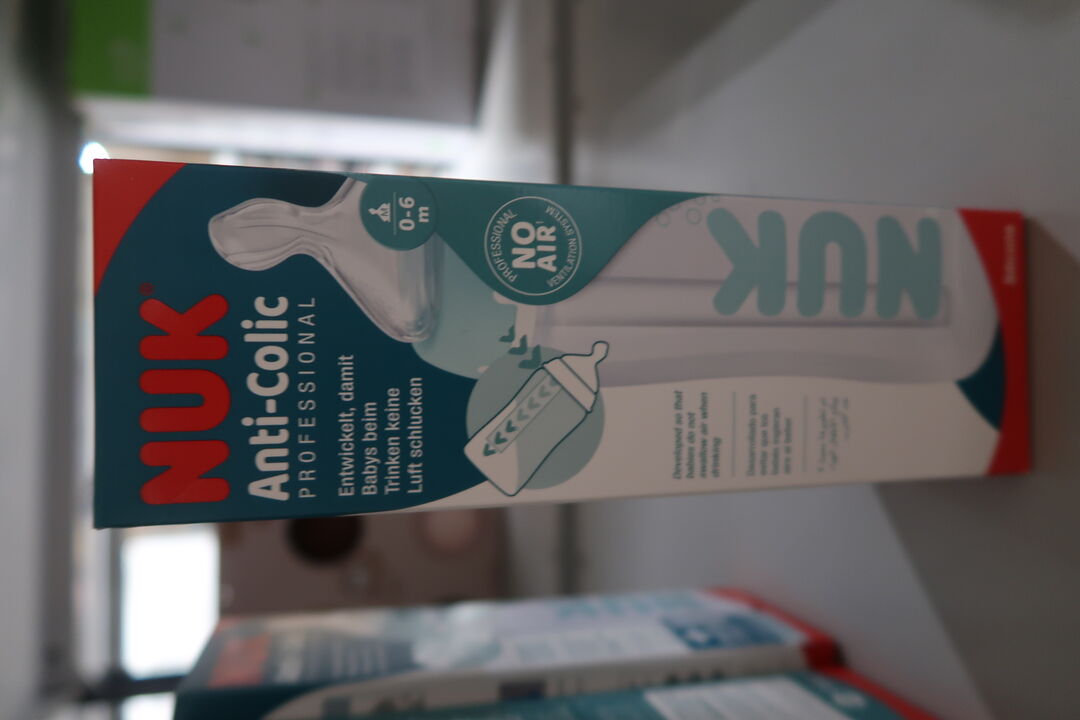 NUK®
Anti-Colic
PROFESSIONAL
Entwickelt, damit
Babys beim
Trinken keine
Luft schlucken
0-6
m
PROFESSIONAL
NO
AIR
VENTILATION SYSTEM
NUK
Developed so that
babies do not
swallow air when
drinking
Desarrollado para
evitar que los
bebés ingieran
aire al beber
NUK